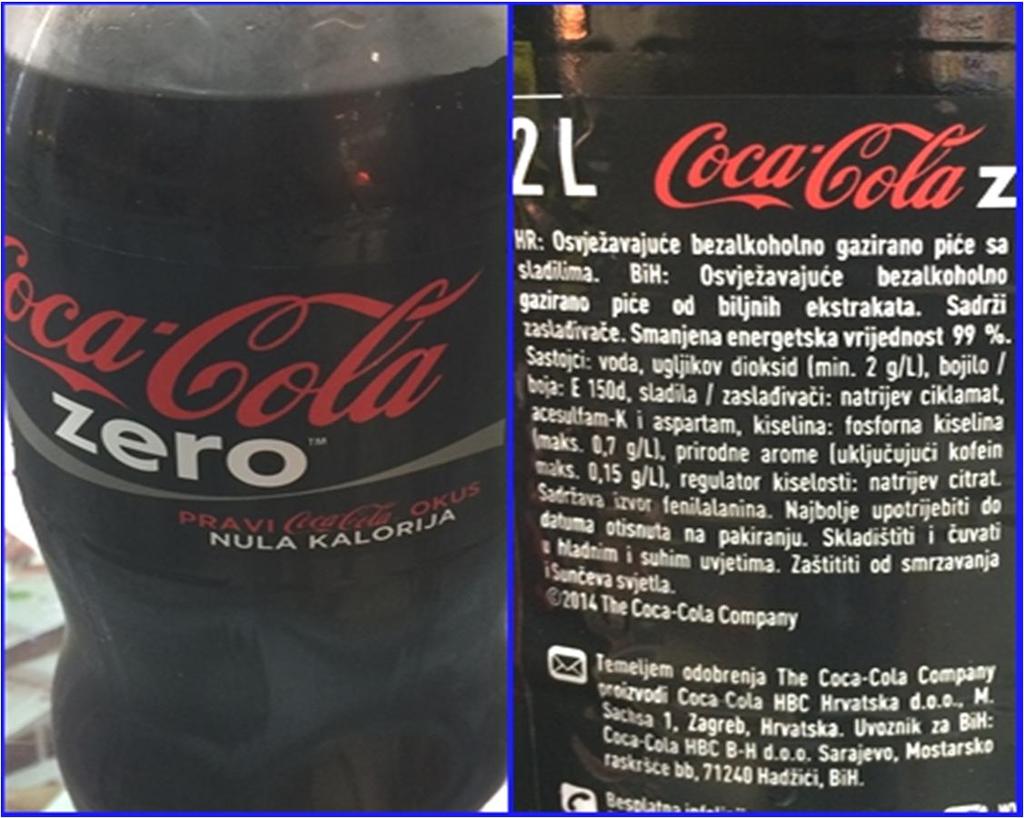 Coca-Cola
zero™
PRAVI Coca-Cola OKUS
NULA KALORIJA
2 L
Coca-Cola z
HR: Osvježavajuće bezalkoholno gazirano piće sa
sladilima. BiH: Osvježavajuće bezalkoholno
gazirano piće od biljnih ekstrakata. Sadrži
zaslađivače. Smanjena energetska vrijednost 99 %.
Sastojci: voda, ugljikov dioksid (min. 2 g/L), bojilo /
boja: E 150d, sladila / zaslađivači: natrijev ciklamat,
acesulfam-K i aspartam, kiselina: fosforna kiselina
(maks. 0,7 g/L), prirodne arome (uključujući kofein
maks. 0,15 g/L), regulator kiselosti: natrijev citrat.
Sadržava izvor fenilalanina. Najbolje upotrijebiti do
datuma otisnuta na pakiranju. Skladištiti i čuvati
u hladnim i suhim uvjetima. Zaštititi od smrzavanja
i Sunčeva svjetla.
©2014 The Coca-Cola Company
Temeljem odobrenja The Coca-Cola Company
proizvodi Coca-Cola HBC Hrvatska d.o.o., M.
Sachsa 1, Zagreb, Hrvatska. Uvoznik za BiH:
Coca-Cola HBC B-H d.o.o. Sarajevo, Mostarsko
raskršće bb, 71240 Hadžići, BiH.
Besplatna